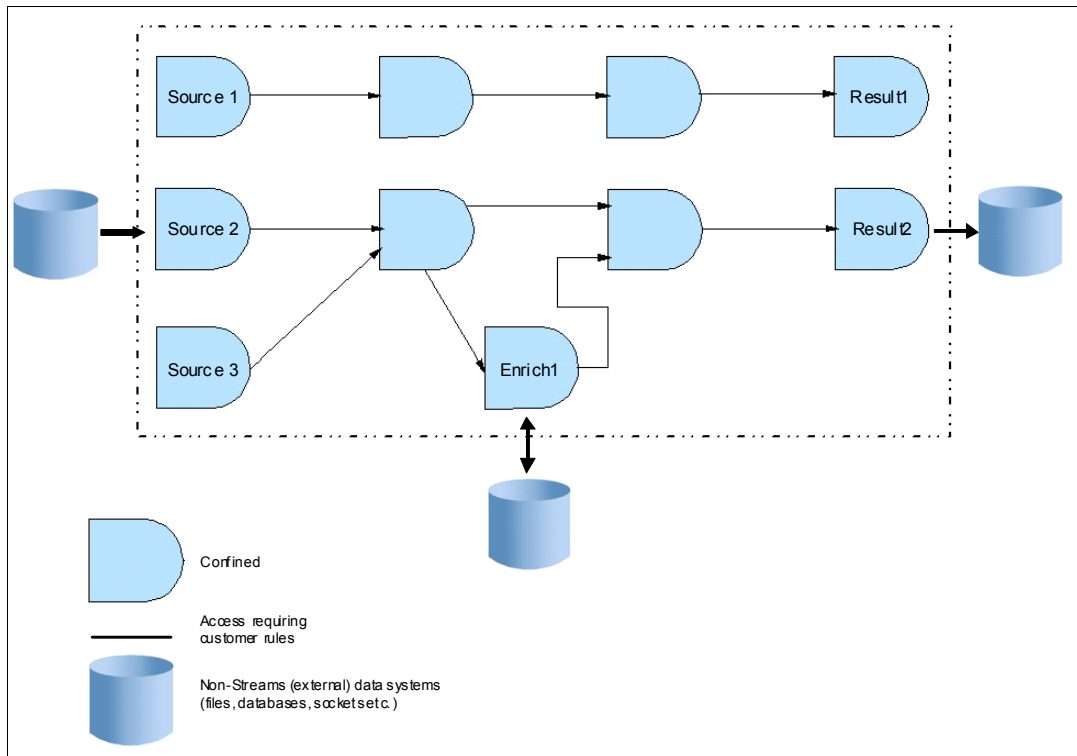 Source 1
Result1
Source 2
Result2
Source 3
Enrich1
Confined
Access requiring
customer rules
Non-Streams (external) data systems
(files, databases, sockets etc.)